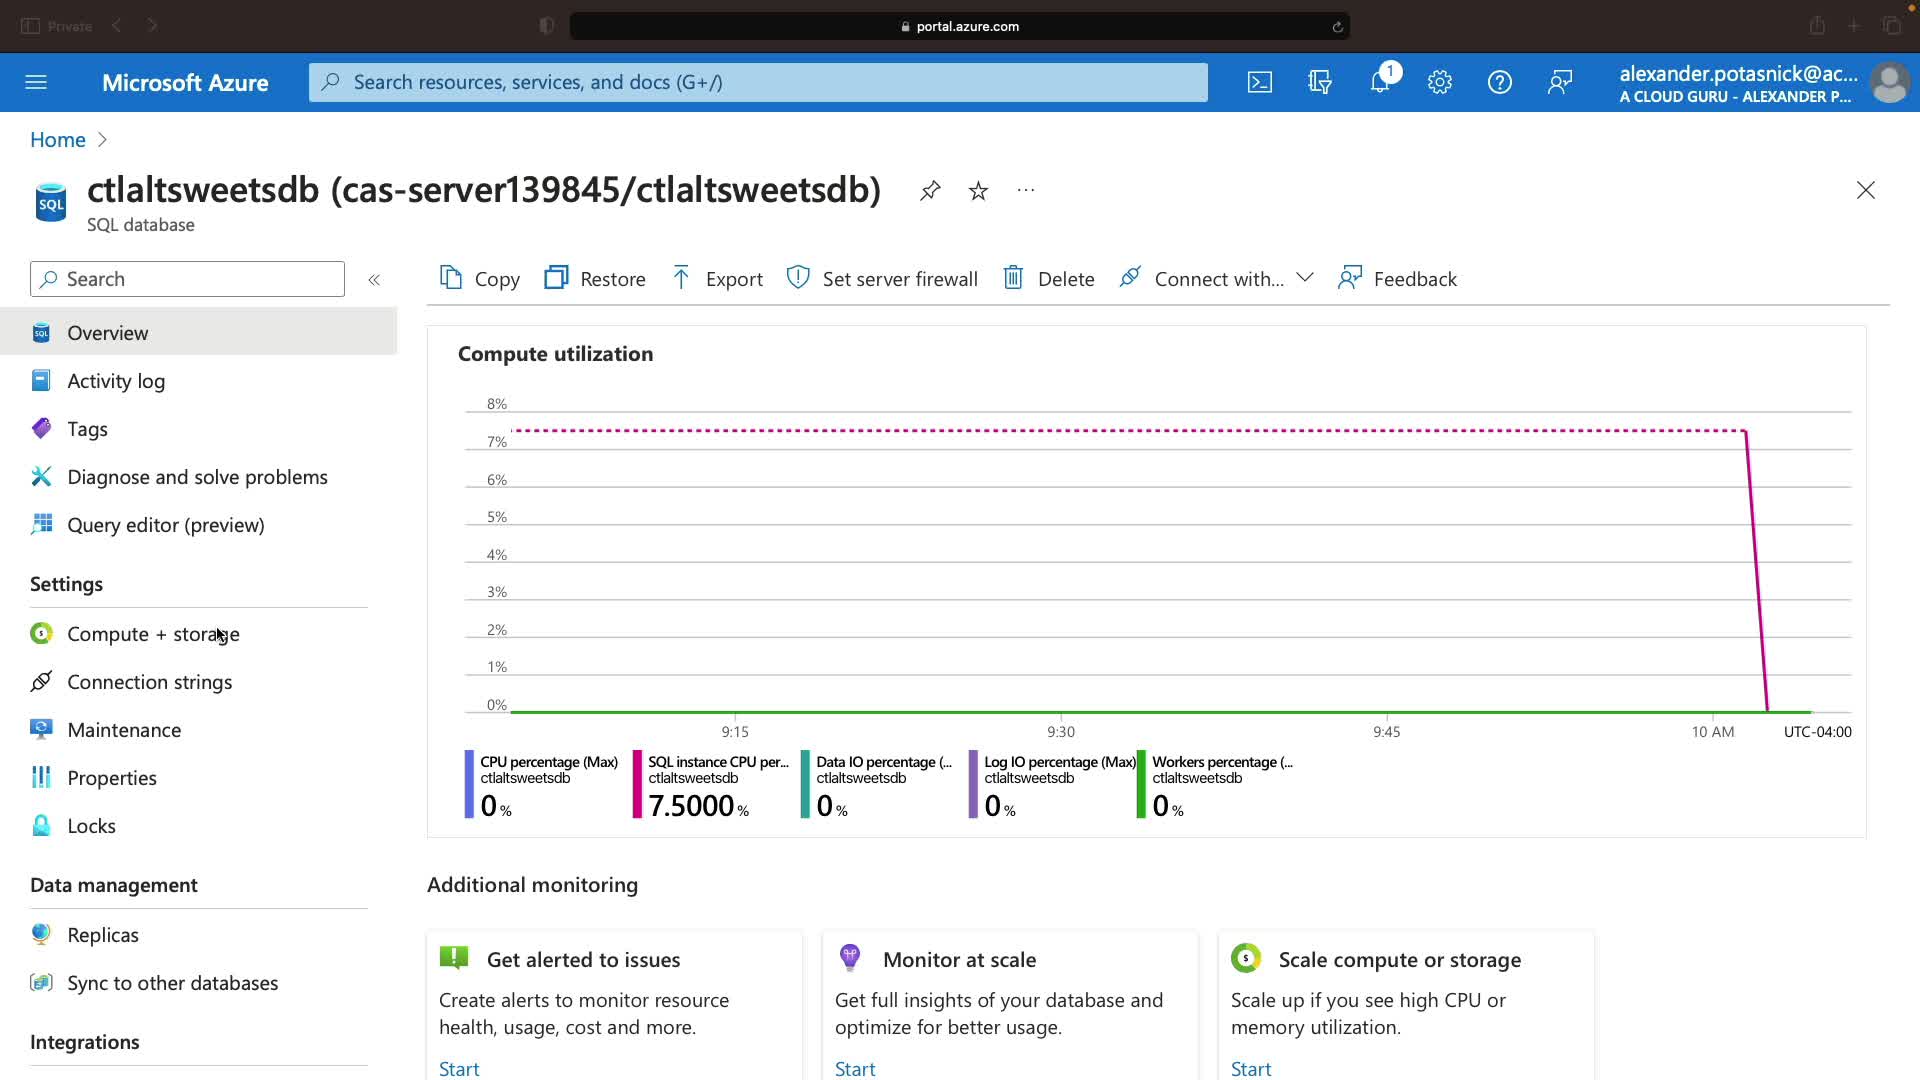 Private
portal.azure.com
Microsoft Azure
Search resources, services, and docs (G+/)
1
alexander.potasnick@ac...
A CLOUD GURU - ALEXANDER P...
Home
ctlaltsweetsdb (cas-server139845/ctlaltsweetsdb)
SQL
SQL database
Search
Copy
Restore
Export
Set server firewall
Delete
Connect with...
Feedback
Overview
Activity log
Tags
Diagnose and solve problems
Query editor (preview)
Settings
Compute + storage
Connection strings
Maintenance
Properties
Locks
Data management
Replicas
Sync to other databases
Integrations
Compute utilization
8%
7%
6%
5%
4%
3%
2%
1%
0%
9:15
9:30
9:45
10 AM
UTC-04:00
CPU percentage (Max)
ctlaltsweetsdb
0 %
SQL instance CPU per...
ctlaltsweetsdb
7.5000 %
Data IO percentage (...
ctlaltsweetsdb
0 %
Log IO percentage (Max)
ctlaltsweetsdb
0 %
Workers percentage (...
ctlaltsweetsdb
0 %
Additional monitoring
Get alerted to issues
Create alerts to monitor resource
health, usage, cost and more.
Start
Monitor at scale
Get full insights of your database and
optimize for better usage.
Start
Scale compute or storage
Scale up if you see high CPU or
memory utilization.
Start